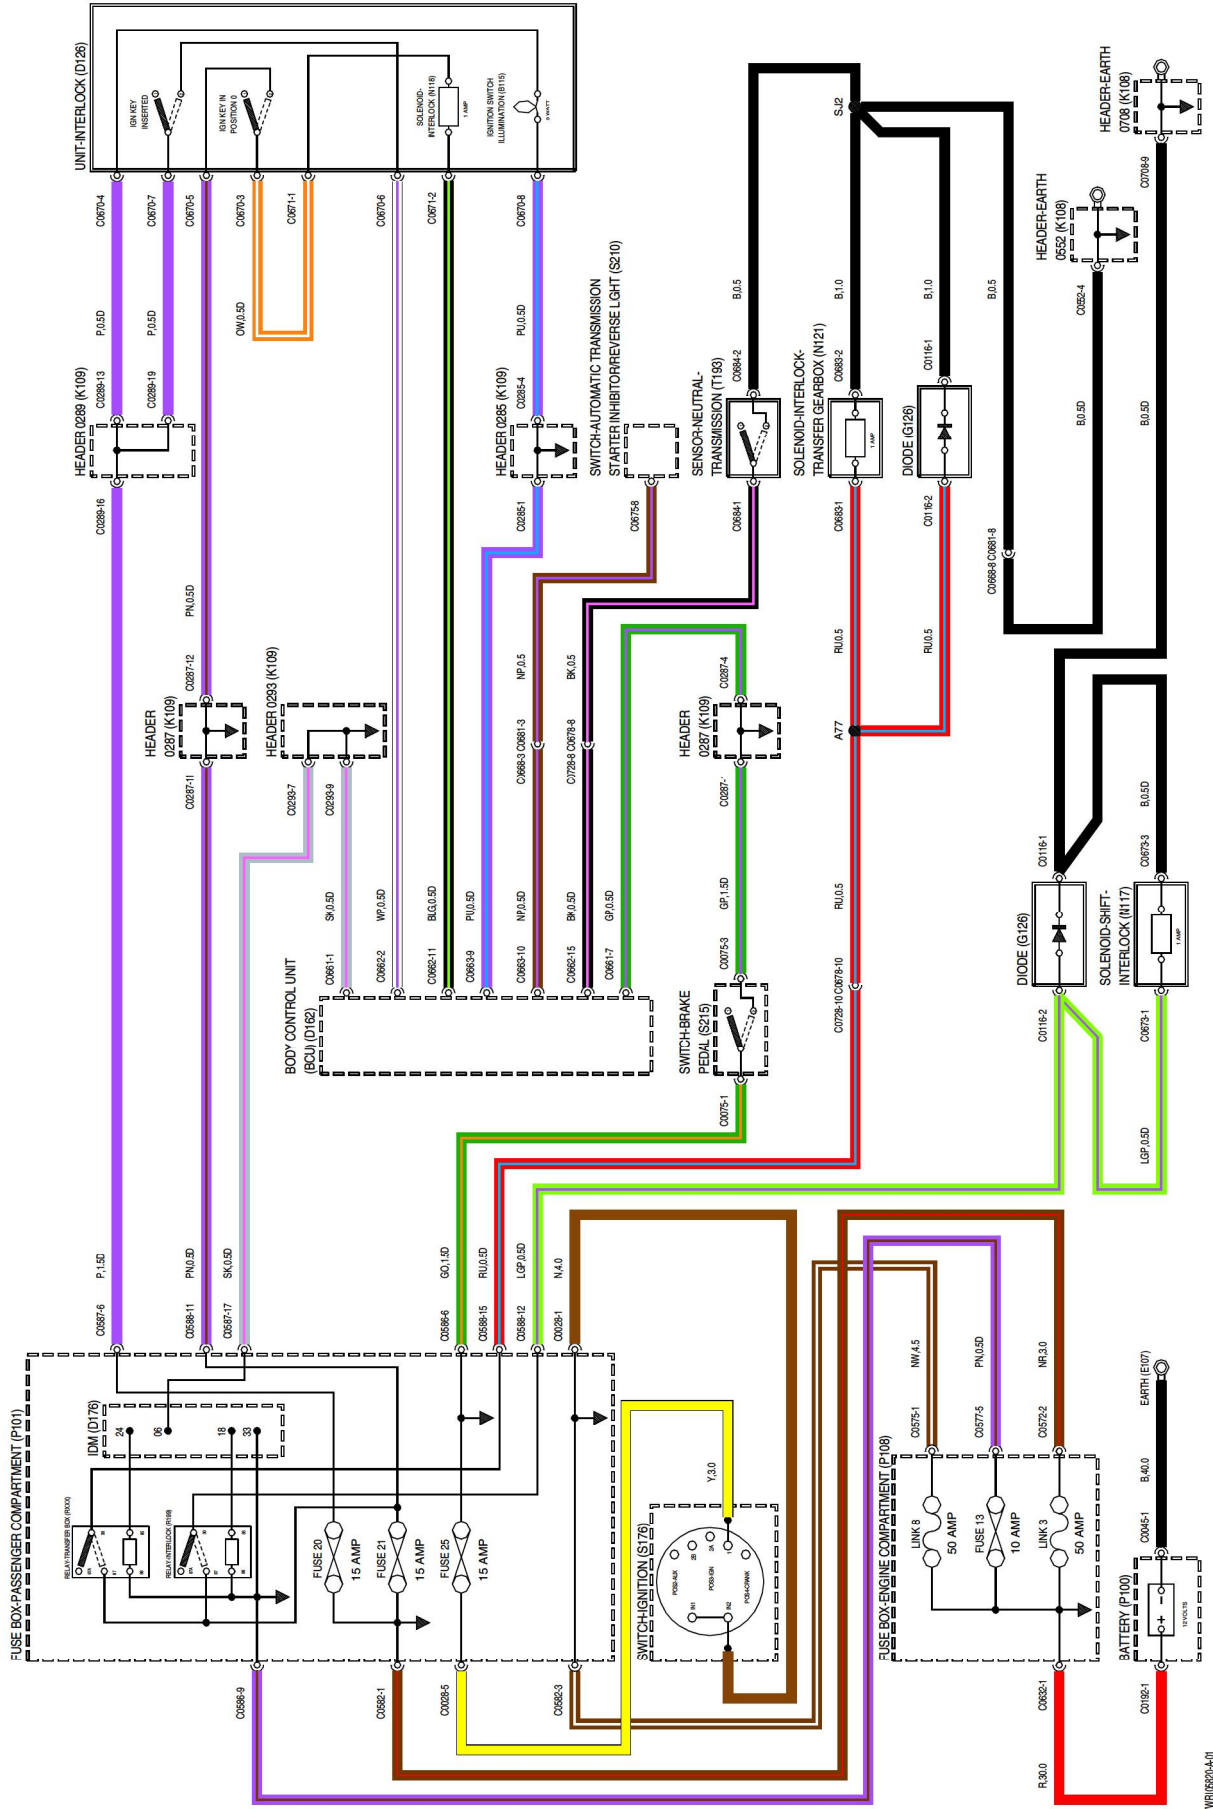 UNIT-INTERLOCK (D126)
IGN KEY
INSERTED
IGN KEY IN
POSITION 0
SOLENOID-
INTERLOCK (N118)
1 AMP
IGNITION SWITCH
ILLUMINATION (B115)
C0670-4
C0670-7
C0670-5
C0670-3
C0671-1
C0670-6
C0671-2
C0670-8
P,0.5D
P,0.5D
OW,0.5D
PU,0.5D
HEADER 0289 (K109)
C0289-13
C0289-19
C0289-16
PN,0.5D
HEADER
0287 (K109)
C0287-12
C0287-11
HEADER 0293 (K109)
C0293-7
C0293-9
HEADER 0285 (K109)
C0285-4
C0285-1
SWITCH-AUTOMATIC TRANSMISSION
STARTER INHIBITOR/REVERSE LGHT (S210)
C0675-8
SENSOR-NEUTRAL-
TRANSMISSION (T193)
C0684-2
C0684-1
B,0.5
SOLENOID-INTERLOCK-
TRANSFER GEARBOX (N121)
C0683-2
C0683-1
1 AMP
B,1.0
DIODE (G126)
C0116-1
C0116-2
B,1.0
SJ2
B,0.5
HEADER-EARTH
0552 (K108)
C0552-4
HEADER-EARTH
0708 (K108)
C0708-9
B,0.5D
B,0.5D
C0668-8 C0681-8
RU,0.5
RU,0.5
A77
NP,0.5
BK,0.5
C0668-3 C0681-3
C0728-8 C0678-8
HEADER
0287 (K109)
C0287-4
GP,1.5D
C0075-3
SWITCH-BRAKE
PEDAL (S215)
C0075-1
RU,0.5
C0728-10 C0678-10
BODY CONTROL UNIT
(BCU) (D162)
SK,0.5D
WP,0.5D
BLG,0.5D
PU,0.5D
NP,0.5D
BK,0.5D
GP,0.5D
C0661-1
C0662-2
C0662-11
C0663-9
C0663-10
C0662-15
C0661-7
DIODE (G126)
C0116-1
C0116-2
SOLENOID-SHIFT-
INTERLOCK (N117)
C0673-3
C0673-1
1 AMP
B,0.5D
LGP,0.5D
P,1.5D
PN,0.5D
SK,0.5D
GO,1.5D
RU,0.5D
LGP,0.5D
N,4.0
C0587-6
C0588-11
C0587-17
C0586-6
C0588-15
C0588-12
C0028-1
FUSE BOX-PASSENGER COMPARTMENT (P101)
IDM (D176)
24
06
18
33
RELAY-TRANSFER BOX (RXXX)
FUSE 20
15 AMP
FUSE 21
15 AMP
FUSE 25
15 AMP
C0586-9
C0582-1
C0028-5
C0582-3
SWITCH-IGNITION (S176)
Y,3.0
POS2-AUX
POS3-IGN
POS4-CRANK
IN1
IN2
2B
2A
NW,4.5
PN,0.5D
NR,3.0
C0575-1
C0577-5
C0572-2
FUSE BOX-ENGINE COMPARTMENT (P108)
LINK 8
50 AMP
FUSE 13
10 AMP
LINK 3
50 AMP
C0632-1
R,30.0
BATTERY (P100)
12 VOLTS
C0192-1
C0045-1
B,40.0
EARTH (E107)